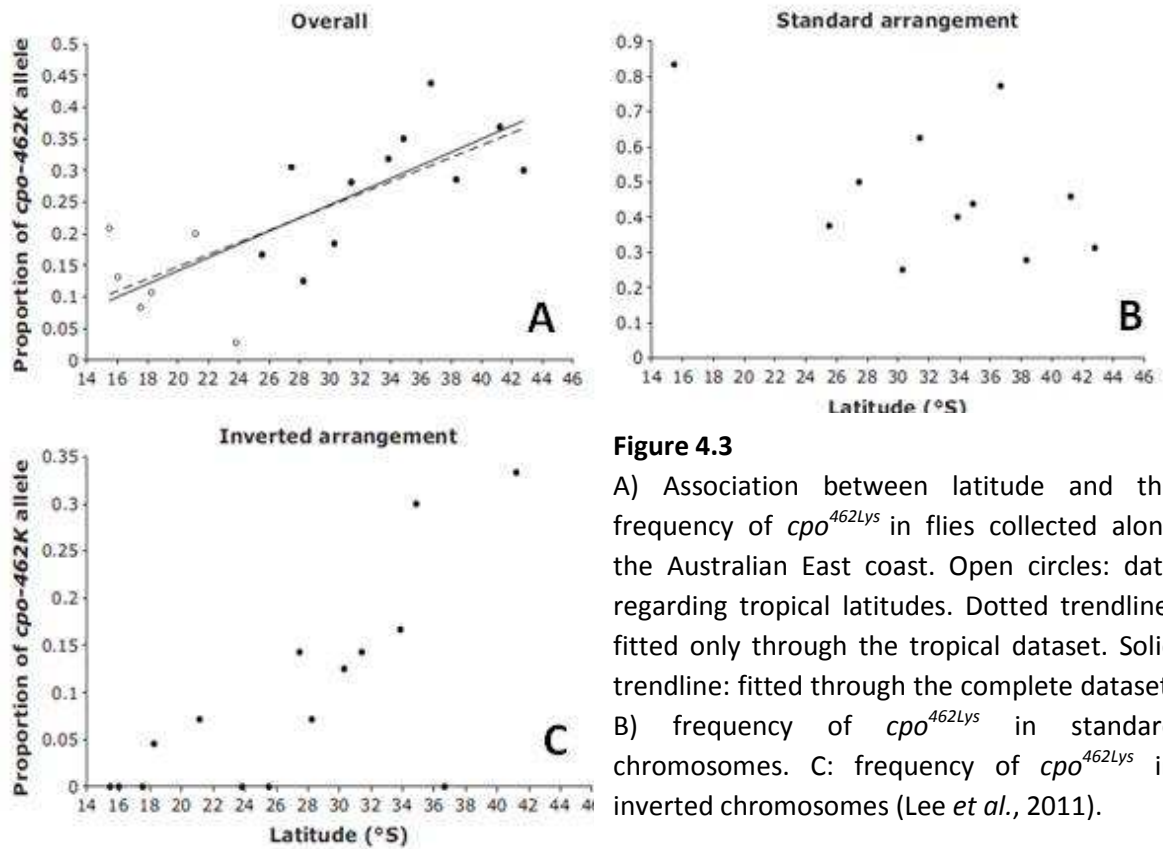 Overall
Proportion of cpo-462K allele
0.5
0.45
0.4
0.35
0.3
0.25
0.2
0.15
0.1
0.05
0
14 16 18 20 22 24 26 28 30 32 34 36 38 40 42 44 46
A
Standard arrangement
0.9
0.8
0.7
0.6
0.5
0.4
0.3
0.2
0.1
0
14 16 18 20 22 24 26 28 30 32 34 36 38 40 42 44 46
Latitude (°S)
B
Inverted arrangement
Proportion of cpo-462K allele
0.35
0.3
0.25
0.2
0.15
0.1
0.05
0
14 16 18 20 22 24 26 28 30 32 34 36 38 40 42 44
Latitude (°S)
C
Figure 4.3
A) Association between latitude and th
frequency of cpo462Lys in flies collected alon
the Australian East coast. Open circles: dat
regarding tropical latitudes. Dotted trendline
fitted only through the tropical dataset. Soli
trendline: fitted through the complete dataset
B) frequency of cpo462Lys in standar
chromosomes. C: frequency of cpo462Lys i
inverted chromosomes (Lee et al., 2011).